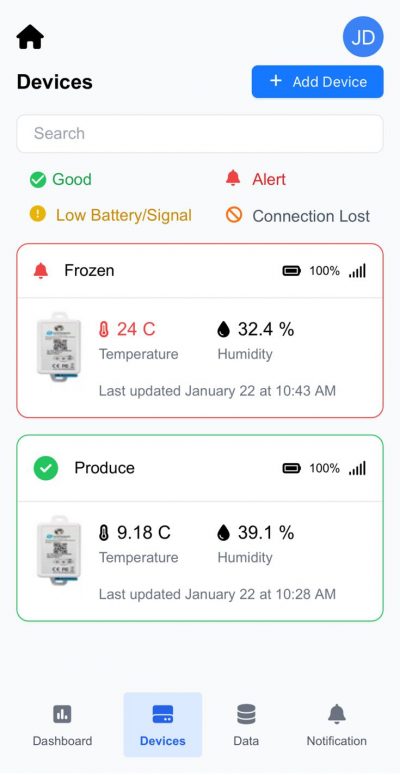 JD
Devices
+ Add Device
Search
Good
Alert
Low Battery/Signal
Connection Lost
Frozen
100%
24 C
32.4 %
Temperature
Humidity
Last updated January 22 at 10:43 AM
Produce
100%
9.18 C
39.1 %
Temperature
Humidity
Last updated January 22 at 10:28 AM
Dashboard
Devices
Data
Notification